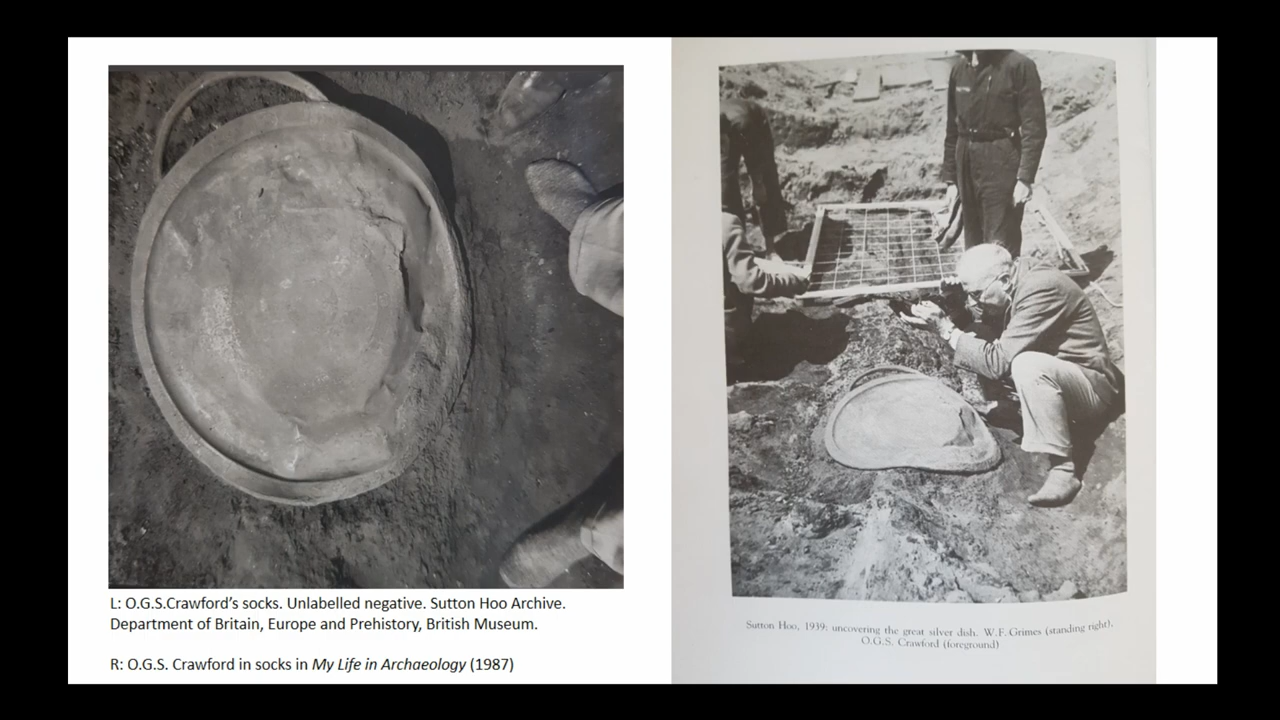 L: O.G.S.Crawford's socks. Unlabelled negative. Sutton Hoo Archive.
Department of Britain, Europe and Prehistory, British Museum.
R: O.G.S. Crawford in socks in My Life in Archaeology (1987)
Sutton Hoo, 1939: uncovering the great silver dish. W.F. Grimes (standing right).
O.G.S. Crawford (foreground)